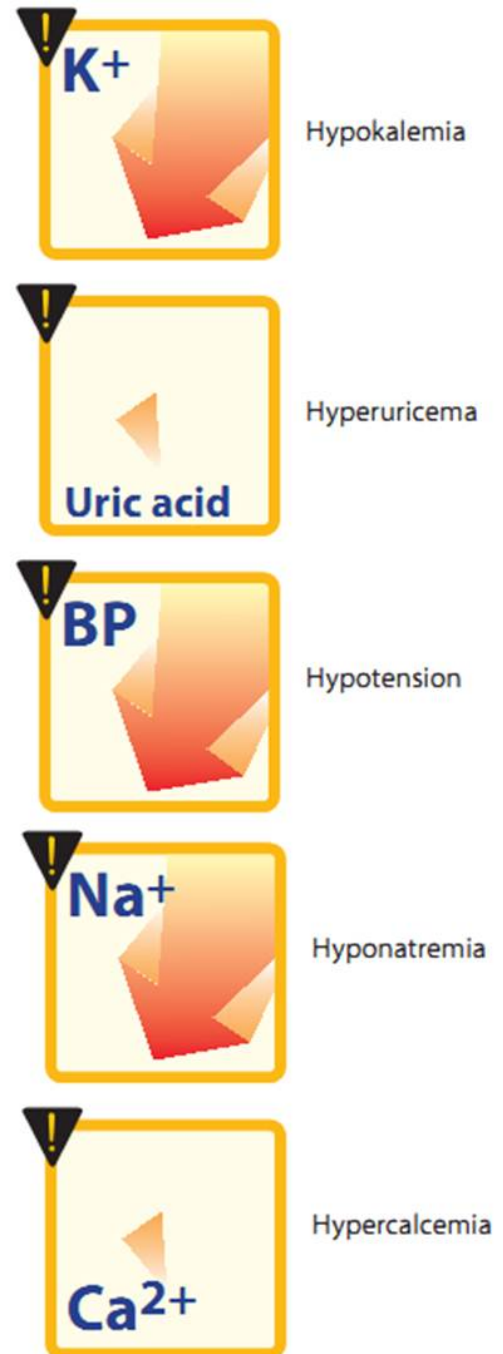 !
K+
Hypokalemia
!
Hyperuricema
Uric acid
!
BP
Hypotension
!
Na+
Hyponatremia
!
Hypercalcemia
Ca2+